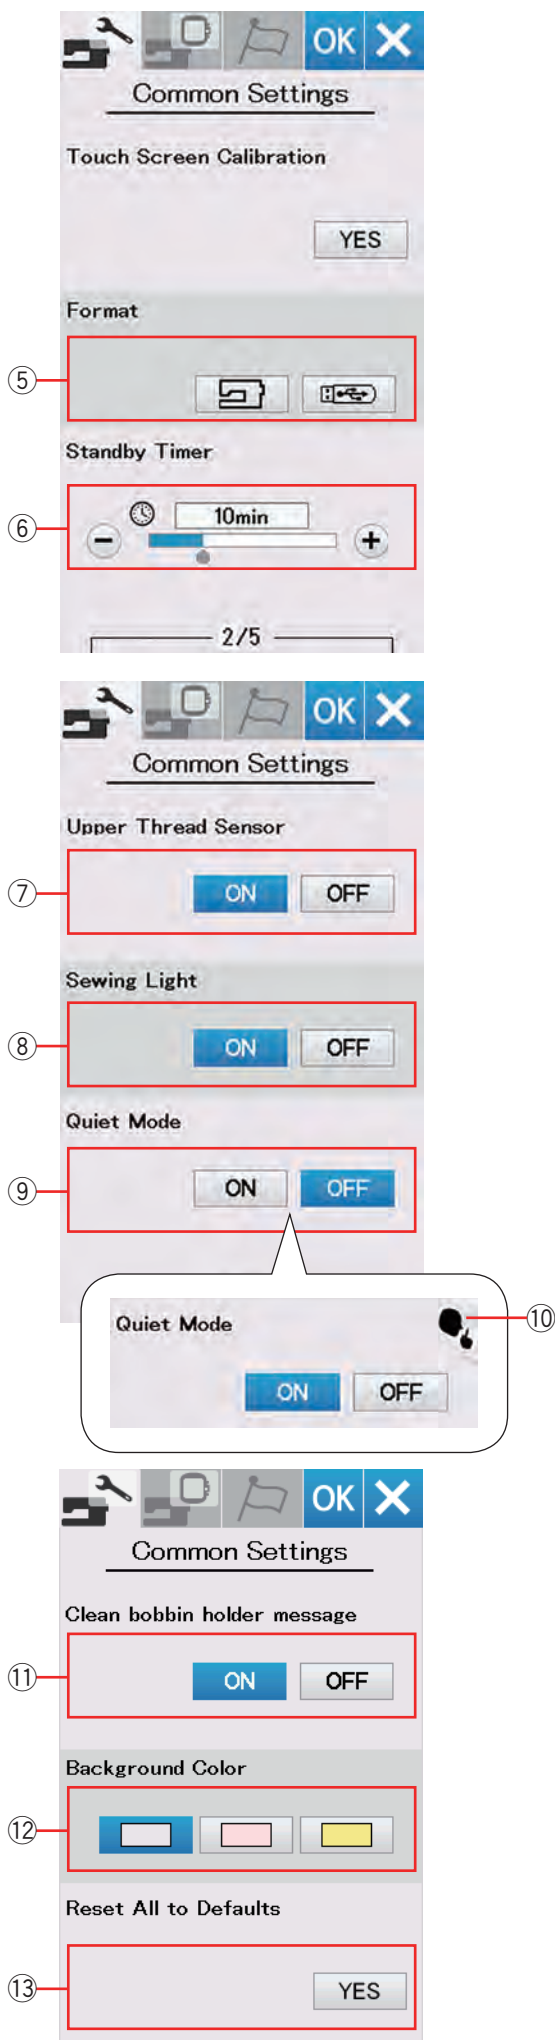 OK
Common Settings
Touch Screen Calibration
YES
Format
⑤
Standby Timer
⑥
10min
− +
2/5
OK
Common Settings
Upper Thread Sensor
⑦
ON OFF
Sewing Light
⑧
ON OFF
Quiet Mode
⑨
ON OFF
Quiet Mode
⑩
ON OFF
OK
Common Settings
Clean bobbin holder message
⑪
ON OFF
Background Color
⑫
Reset All to Defaults
⑬
YES